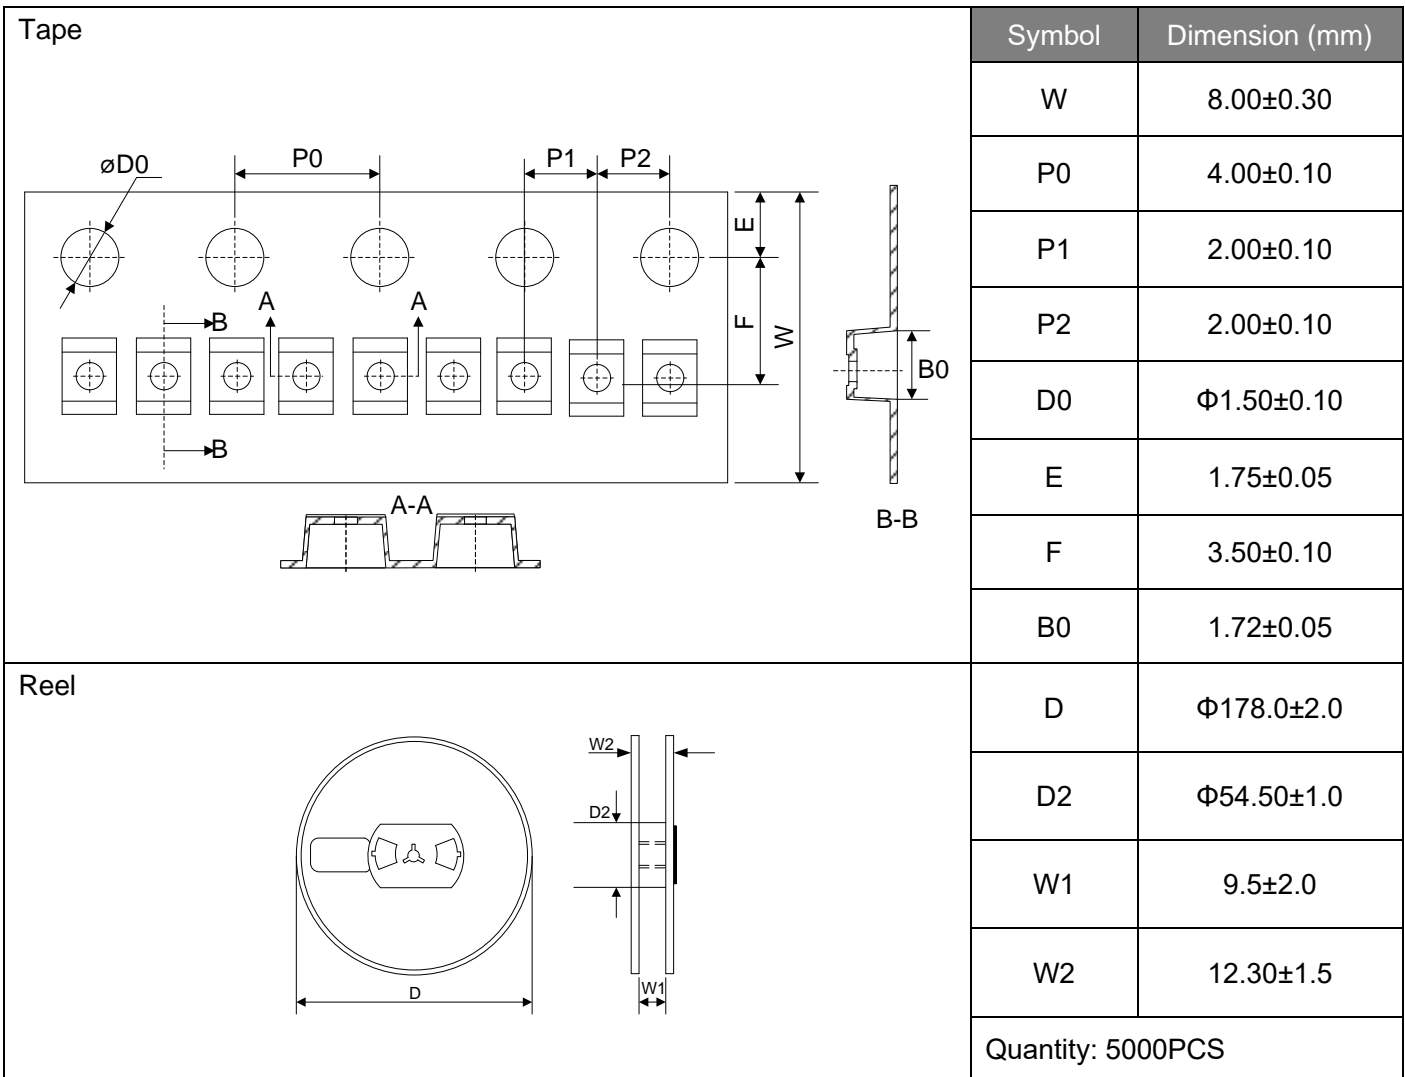 Tape
øD0
P0
P1
P2
E
F
W
A
A
B
B
B0
A-A
B-B
Reel
W2
D2
D
W1
Symbol Dimension (mm)
W 8.00±0.30
P0 4.00±0.10
P1 2.00±0.10
P2 2.00±0.10
D0 Φ1.50±0.10
E 1.75±0.05
F 3.50±0.10
B0 1.72±0.05
D Φ178.0±2.0
D2 Φ54.50±1.0
W1 9.5±2.0
W2 12.30±1.5
Quantity: 5000PCS